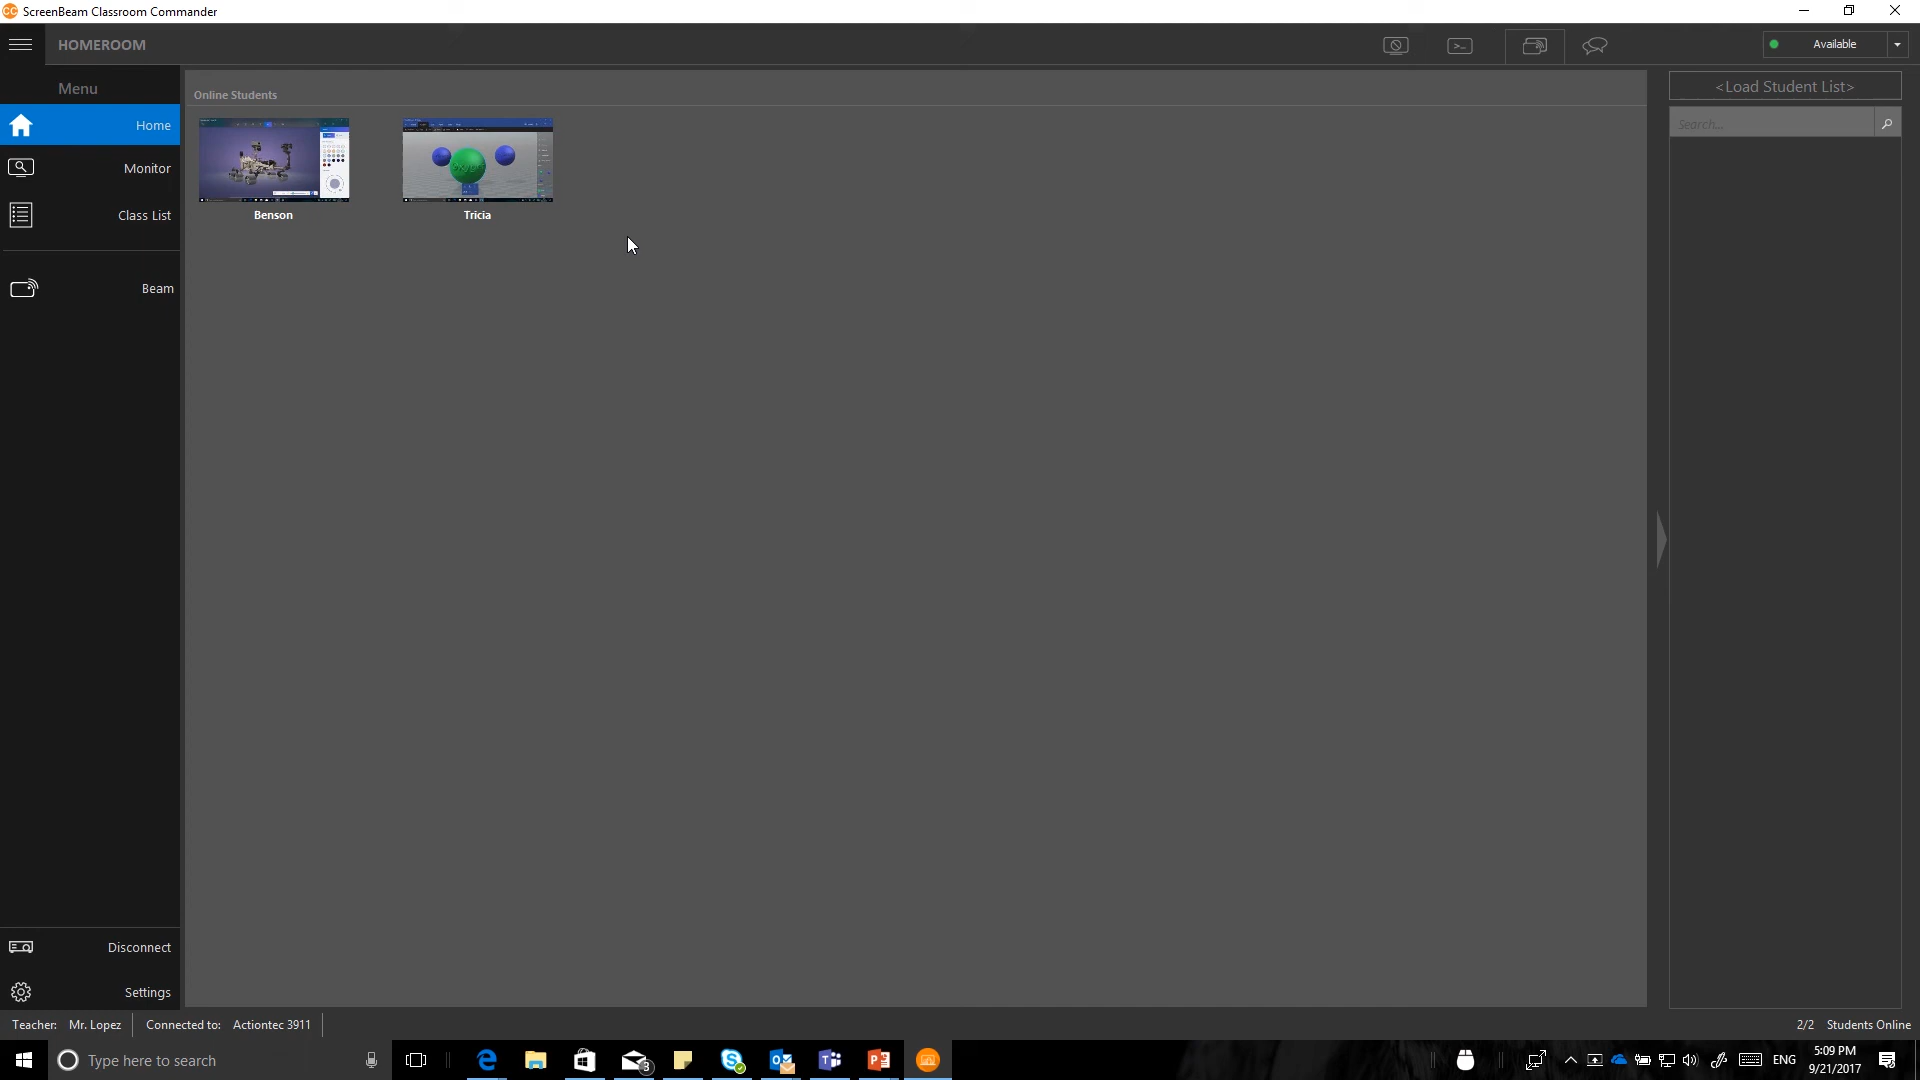 CC ScreenBeam Classroom Commander
HOMEROOM
Available
Menu
Home
Monitor
Class List
Beam
Online Students
Benson
Tricia
<Load Student List>
Search...
Disconnect
Settings
Teacher: Mr. Lopez
Connected to: Actiontec 3911
2/2 Students Online
Type here to search
3
ENG
5:09 PM
9/21/2017